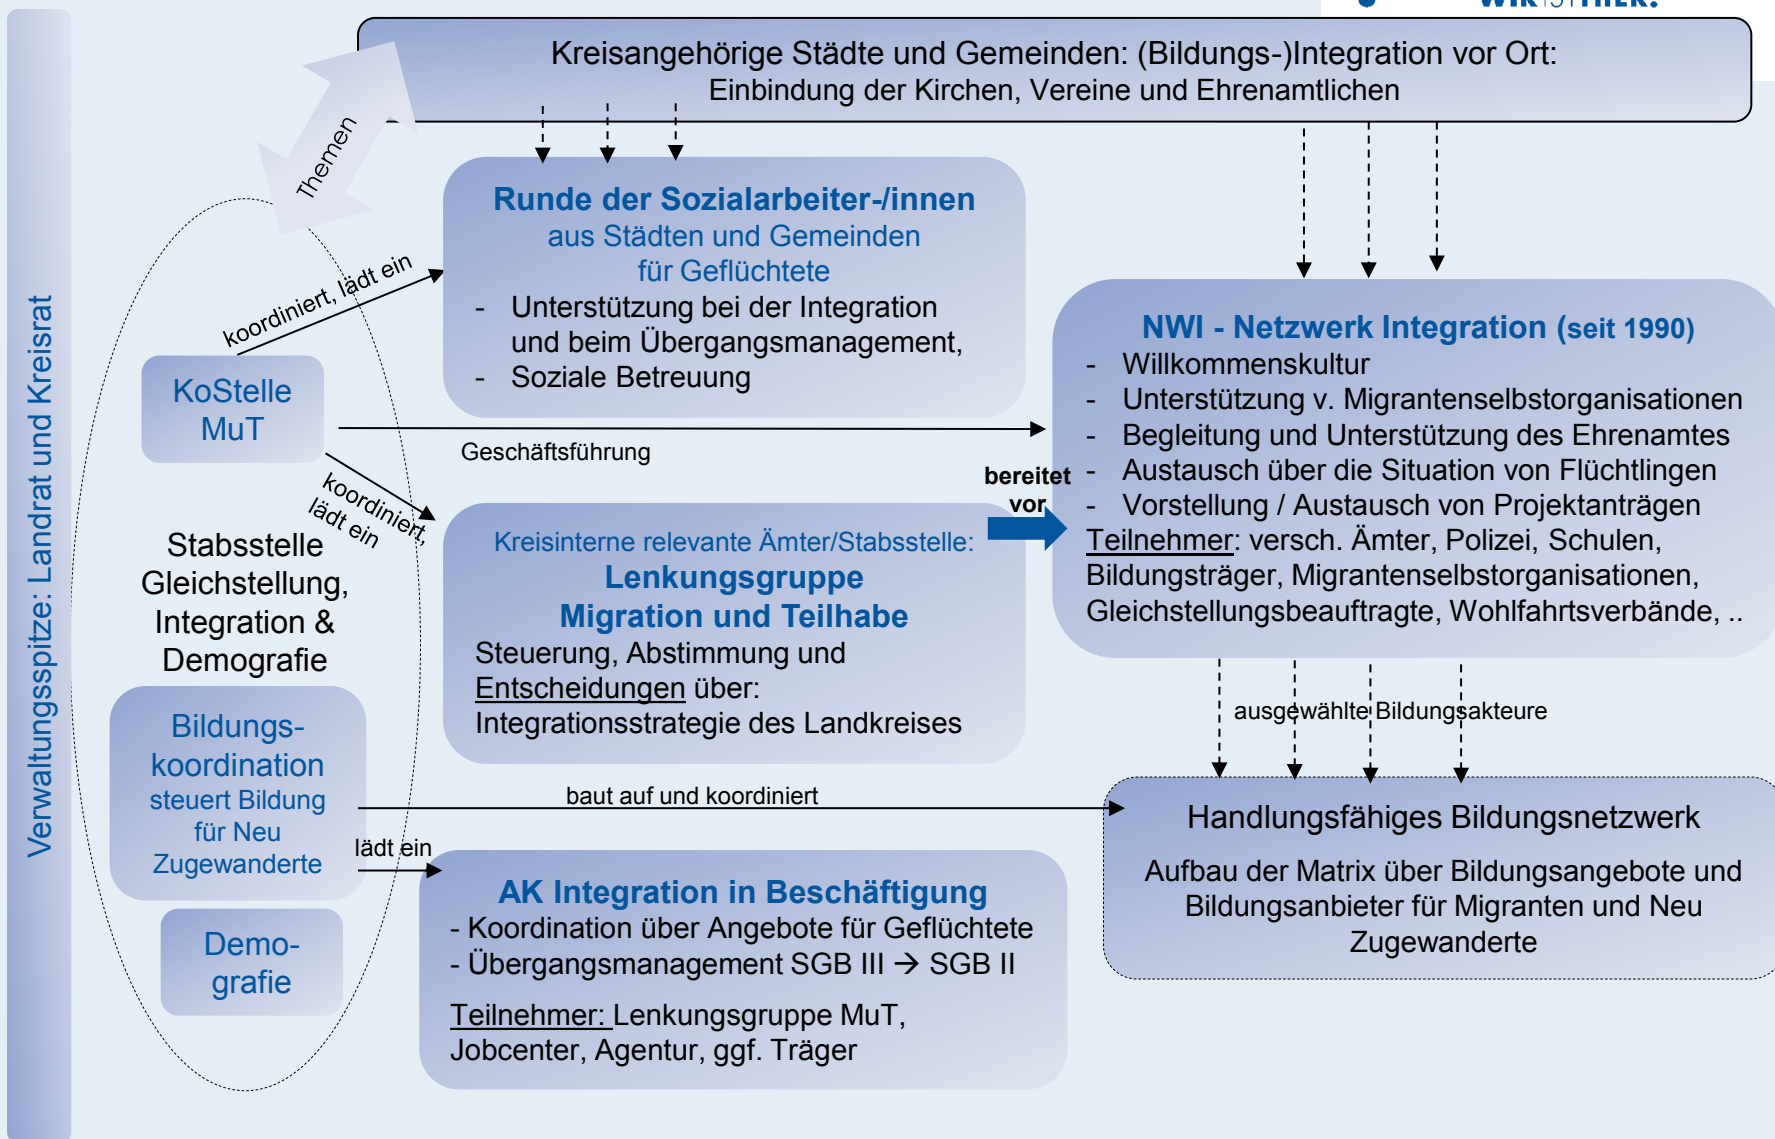 WIR IST HIER.
Kreisangehörige Städte und Gemeinden: (Bildungs-)Integration vor Ort:
Einbindung der Kirchen, Vereine und Ehrenamtlichen
Themen
Verwaltungsspitze: Landrat und Kreisrat
Runde der Sozialarbeiter-/innen
aus Städten und Gemeinden
für Geflüchtete
- Unterstützung bei der Integration
und beim Übergangsmanagement,
- Soziale Betreuung
koordiniert, lädt ein
KoStelle
MuT
Geschäftsführung
koordiniert,
lädt ein
NWI - Netzwerk Integration (seit 1990)
- Willkommenskultur
- Unterstützung v. Migrantenselbstorganisationen
- Begleitung und Unterstützung des Ehrenamtes
- Austausch über die Situation von Flüchtlingen
- Vorstellung / Austausch von Projektanträgen
Teilnehmer: versch. Ämter, Polizei, Schulen,
Bildungsträger, Migrantenselbstorganisationen,
Gleichstellungsbeauftragte, Wohlfahrtsverbände, ..
bereitet
vor
Kreisinterne relevante Ämter/Stabsstelle:
Lenkungsgruppe
Migration und Teilhabe
Steuerung, Abstimmung und
Entscheidungen über:
Integrationsstrategie des Landkreises
Stabsstelle
Gleichstellung,
Integration &
Demografie
Bildungs-
koordination
steuert Bildung
für Neu
Zugewanderte
baut auf und koordiniert
lädt ein
ausgewählte Bildungsakteure
Handlungsfähiges Bildungsnetzwerk
Aufbau der Matrix über Bildungsangebote und
Bildungsanbieter für Migranten und Neu
Zugewanderte
AK Integration in Beschäftigung
- Koordination über Angebote für Geflüchtete
- Übergangsmanagement SGB III → SGB II
Teilnehmer: Lenkungsgruppe MuT,
Jobcenter, Agentur, ggf. Träger
Demo-
grafie